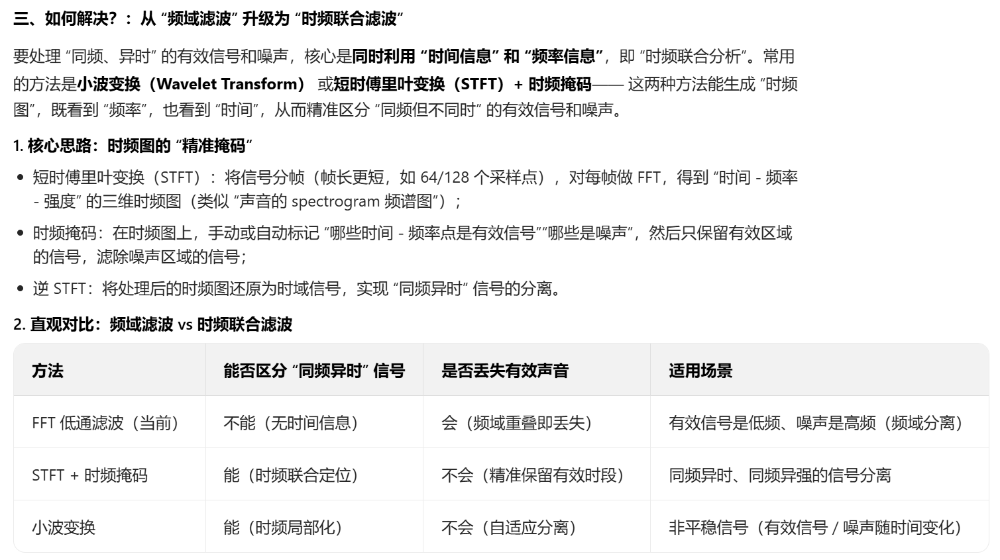 三、如何解决？：从 “频域滤波” 升级为 “时频联合滤波”
要处理 “同频、异时” 的有效信号和噪声，核心是同时利用 “时间信息” 和 “频率信息”，即 “时频联合分析”。常用
的方法是小波变换（Wavelet Transform） 或短时傅里叶变换（STFT）+ 时频掩码—— 这两种方法能生成 “时频
图”，既看到 “频率”，也看到 “时间”，从而精准区分 “同频但不同时” 的有效信号和噪声。
1. 核心思路：时频图的 “精准掩码”
• 短时傅里叶变换（STFT）：将信号分帧（帧长更短，如 64/128 个采样点），对每帧做 FFT，得到 “时间 - 频率
- 强度” 的三维时频图（类似 “声音的 spectrogram 频谱图”）；
• 时频掩码：在时频图上，手动或自动标记 “哪些时间 - 频率点是有效信号”“哪些是噪声”，然后只保留有效区域
的信号，滤除噪声区域的信号；
• 逆 STFT：将处理后的时频图还原为时域信号，实现 “同频异时” 信号的分离。
2. 直观对比：频域滤波 vs 时频联合滤波
方法 能否区分 “同频异时” 信号 是否丢失有效声音 适用场景
FFT 低通滤波（当前） 不能（无时间信息） 会（频域重叠即丢失） 有效信号是低频、噪声是高频（频域分离）
STFT + 时频掩码 能（时频联合定位） 不会（精准保留有效时段） 同频异时、同频异强的信号分离
小波变换 能（时频局部化） 不会（自适应分离） 非平稳信号（有效信号 / 噪声随时间变化）